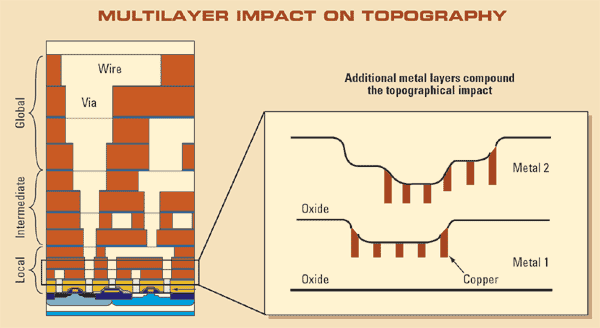 MULTILAYER IMPACT ON TOPOGRAPHY
Wire
Via
Global
Intermediate
Local
Additional metal layers compound
the topographical impact
Metal 2
Oxide
Metal 1
Oxide
Copper